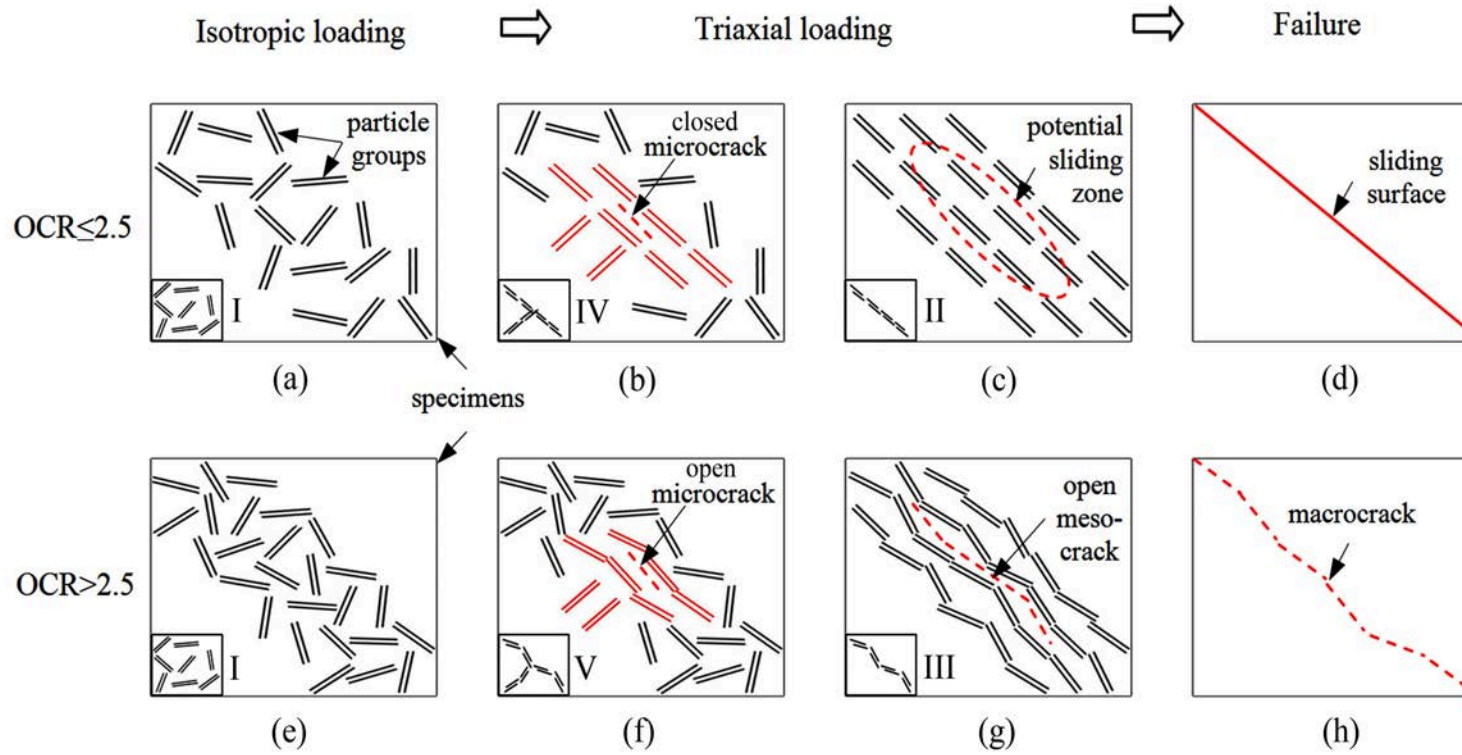 Isotropic loading
Triaxial loading
Failure
OCR≤2.5
particle
groups
I
(a)
closed
microcrack
IV
(b)
potential
sliding
zone
II
(c)
sliding
surface
(d)
specimens
OCR>2.5
I
(e)
open
microcrack
V
(f)
open
meso-
crack
III
(g)
macrocrack
(h)